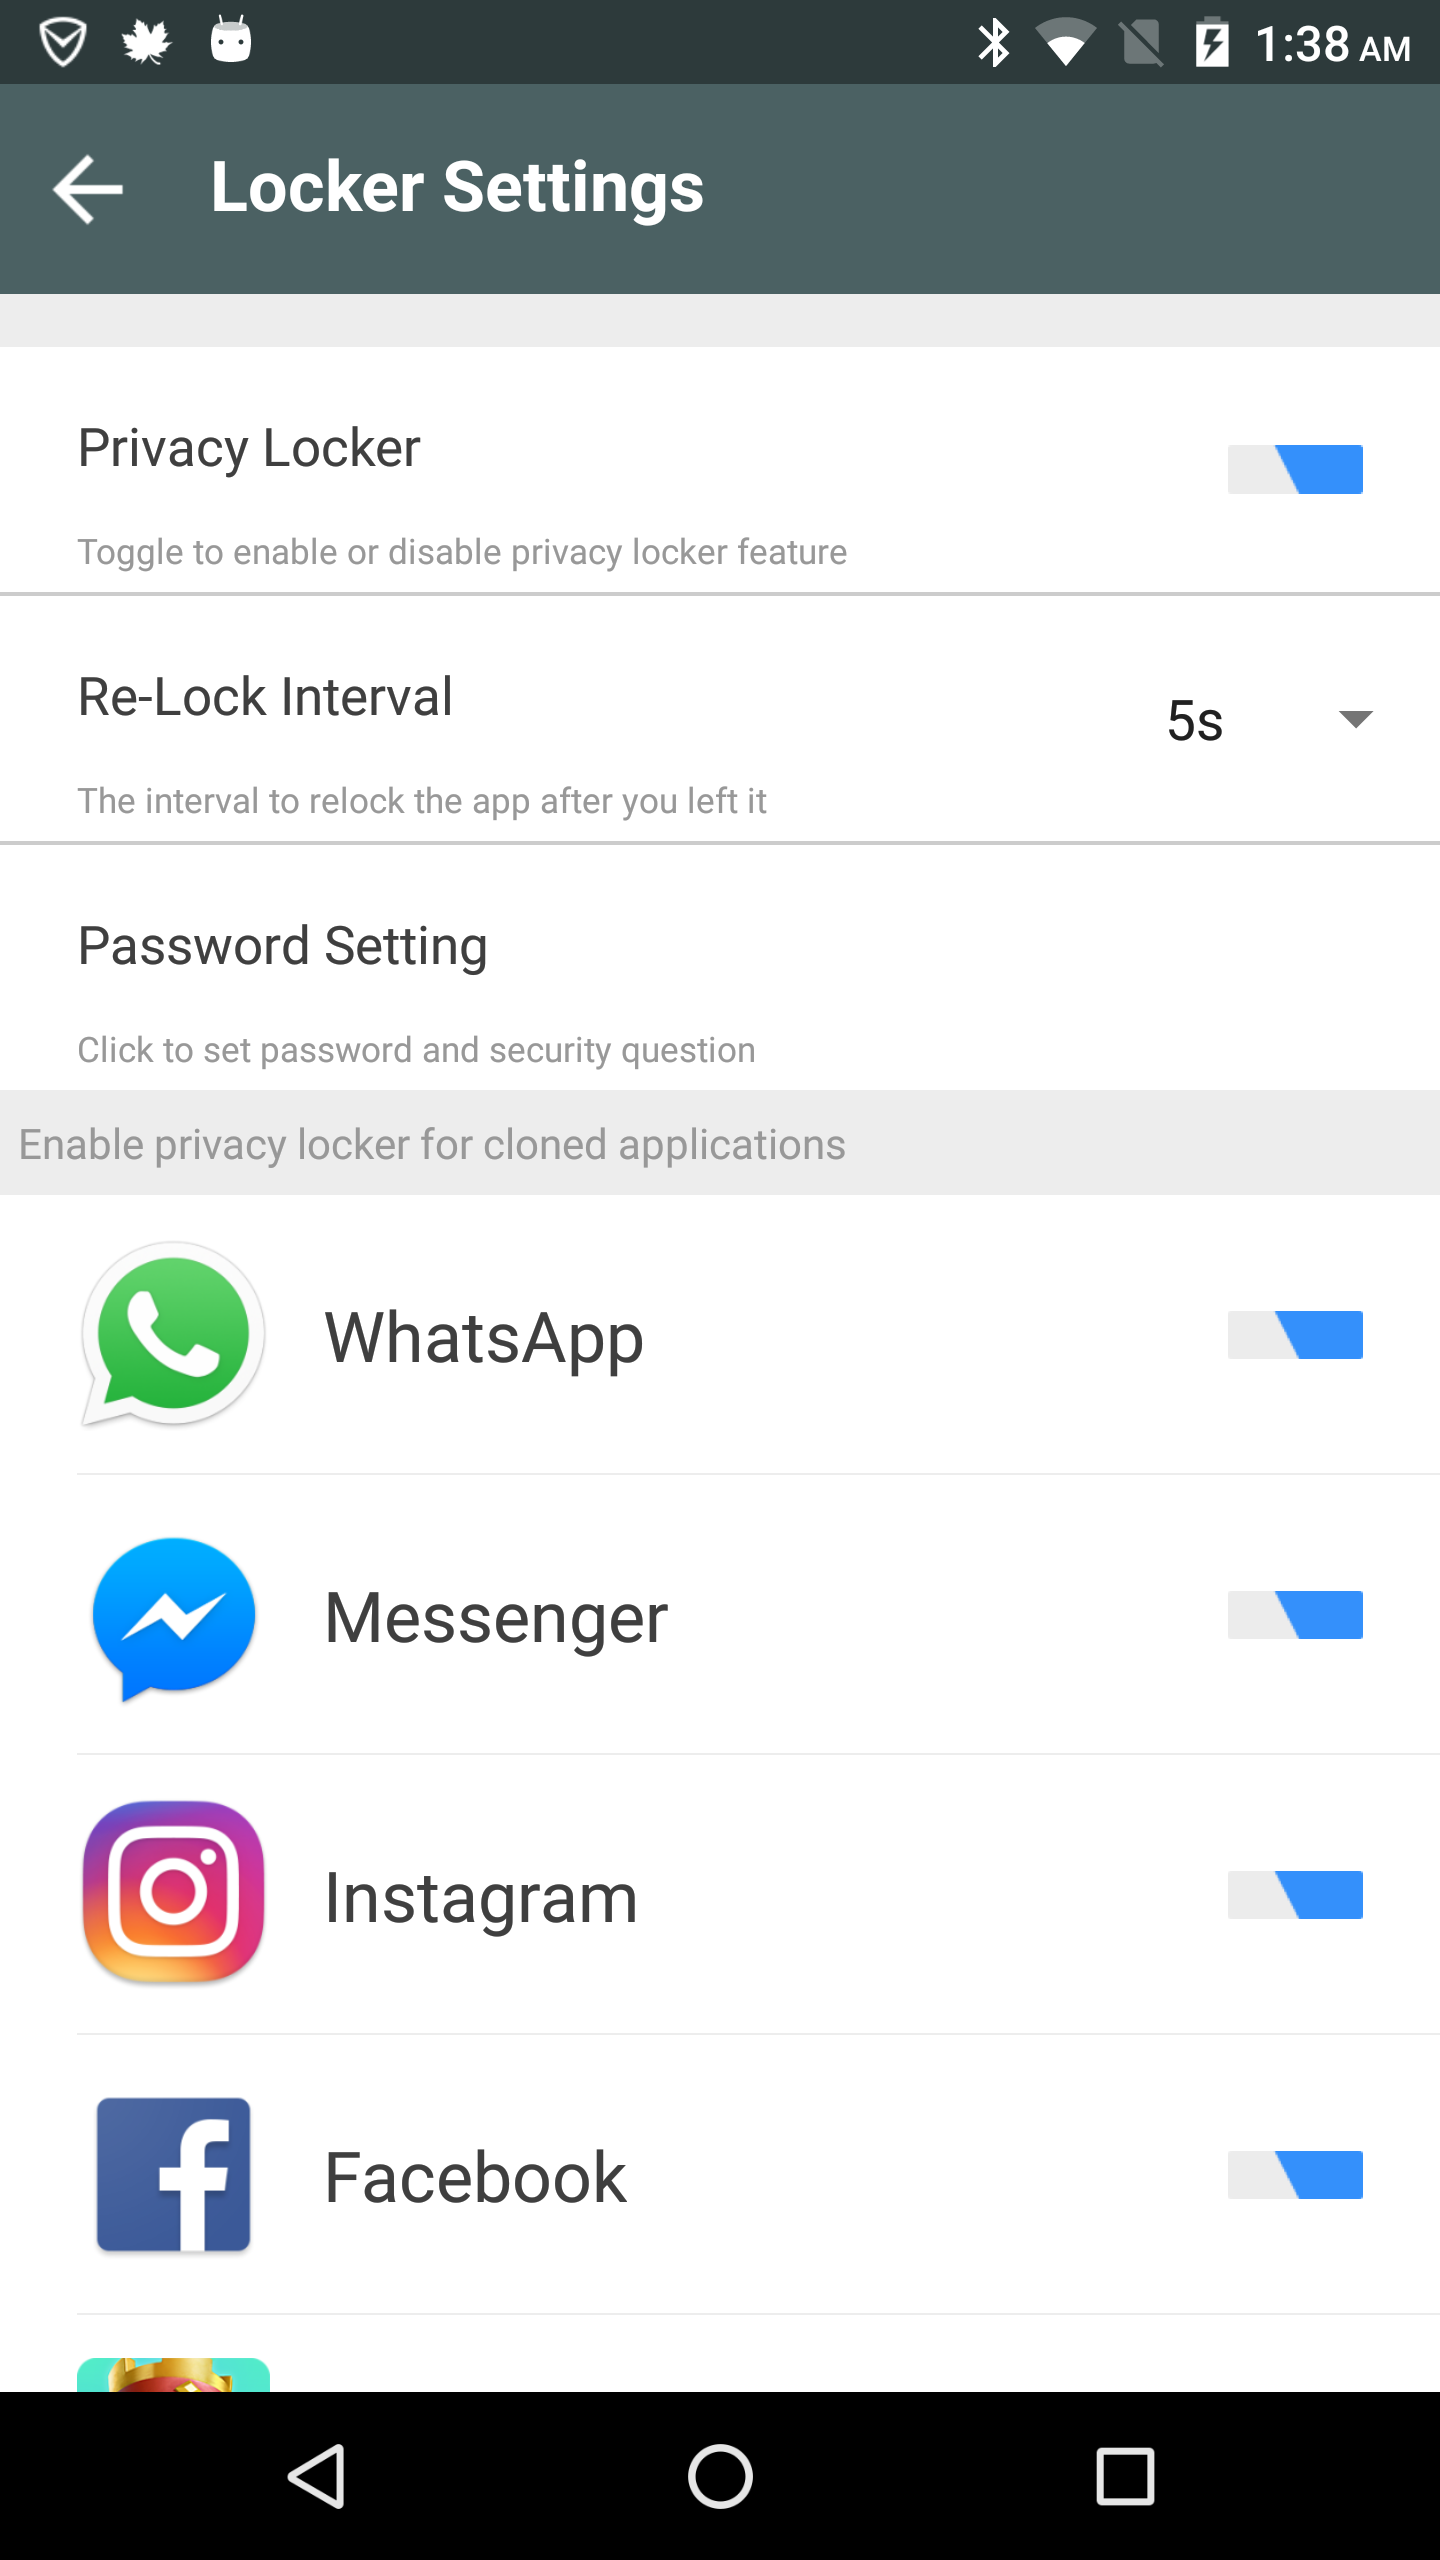 1:38 AM
Locker Settings
Privacy Locker
Toggle to enable or disable privacy locker feature
Re-Lock Interval
5s
The interval to relock the app after you left it
Password Setting
Click to set password and security question
Enable privacy locker for cloned applications
WhatsApp
Messenger
Instagram
Facebook